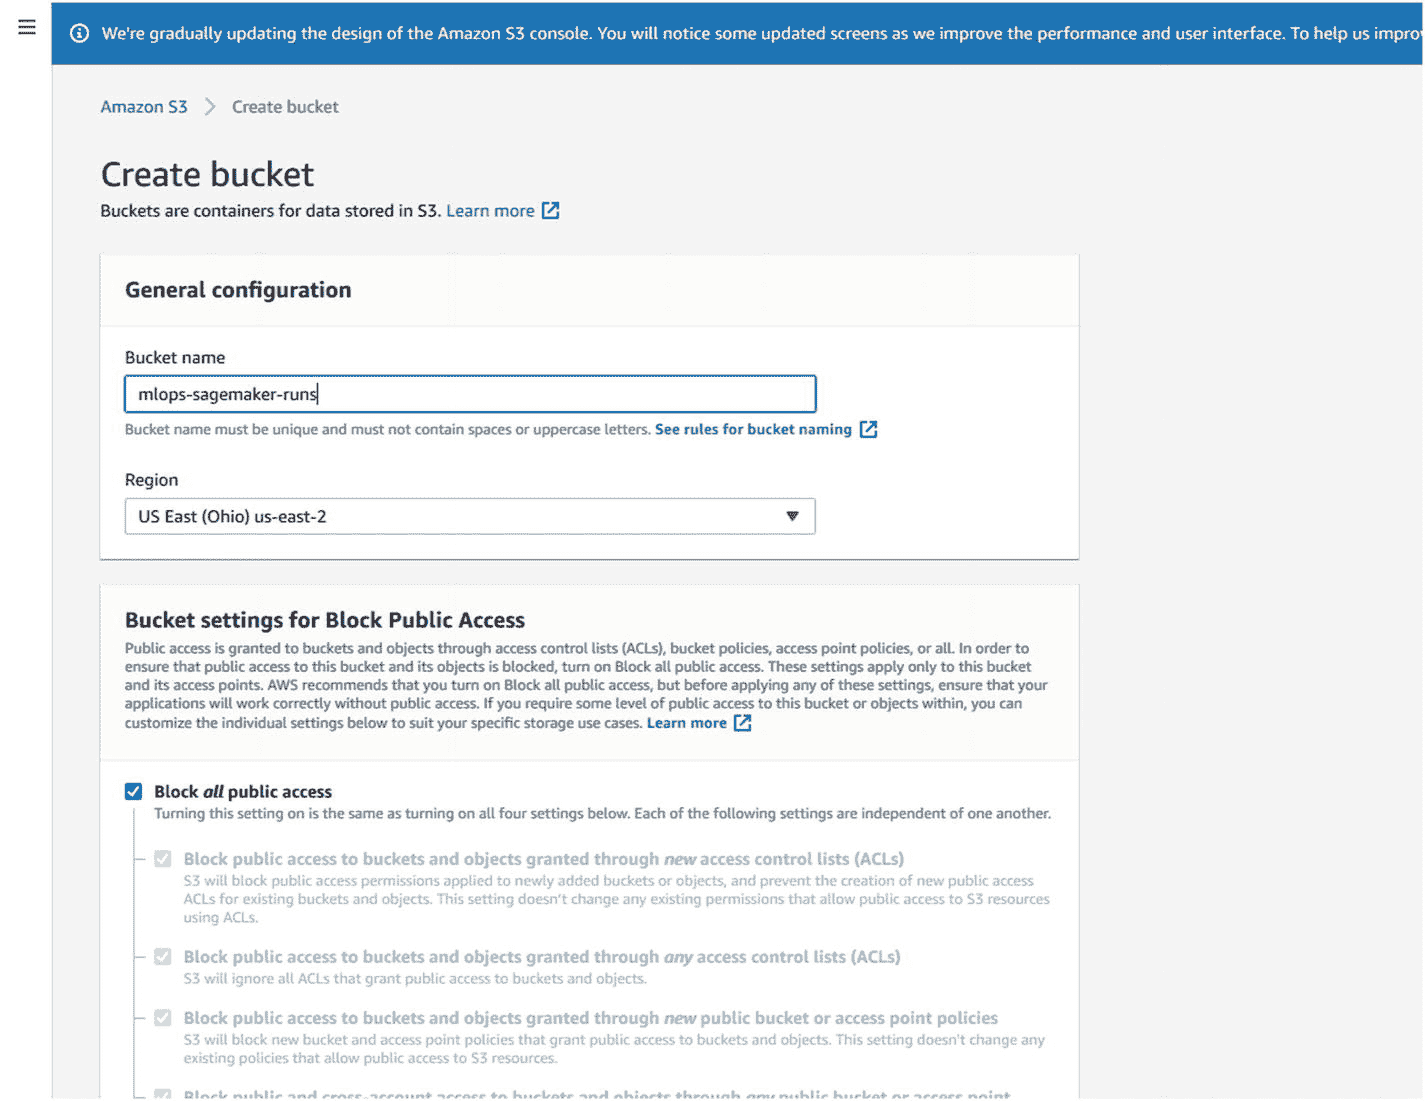 We're gradually updating the design of the Amazon S3 console. You will notice some updated screens as we improve the performance and user interface. To help us
Amazon S3 > Create bucket
Create bucket
Buckets are containers for data stored in S3. Learn more
General configuration
Bucket name
mlops-sagemaker-runs
Bucket name must be unique and must not contain spaces or uppercase letters. See rules for bucket naming
Region
US East (Ohio) us-east-2
Bucket settings for Block Public Access
Public access is granted to buckets and objects through access control lists (ACLs), bucket policies, access point policies, or all. In order to
ensure that public access to this bucket and its objects is blocked, turn on Block all public access. These settings apply only to this bucket
and its access points. AWS recommends that you turn on Block all public access, but before applying any of these settings, ensure that your
applications will work correctly without public access. If you require some level of public access to this bucket or objects within, you can
customize the individual settings below to suit your specific storage use cases. Learn more
Block all public access
Turning this setting on is the same as turning on all four settings below. Each of the following settings are independent of one another.
Block public access to buckets and objects granted through new access control lists (ACLs)
S3 will block public access permissions applied to newly added buckets or objects, and prevent the creation of new public access
ACLs for existing buckets and objects. This setting doesn't change any existing permissions that allow public access to S3 resources
using ACLs.
Block public access to buckets and objects granted through any access control lists (ACLs)
S3 will ignore all ACLs that grant public access to buckets and objects.
Block public access to buckets and objects granted through new public bucket or access point policies
S3 will block new bucket and access point policies that grant public access to buckets and objects. This setting doesn't change any
existing policies that allow public access to S3 resources.
Block public and cross-account access to buckets and objects through any public bucket or access point